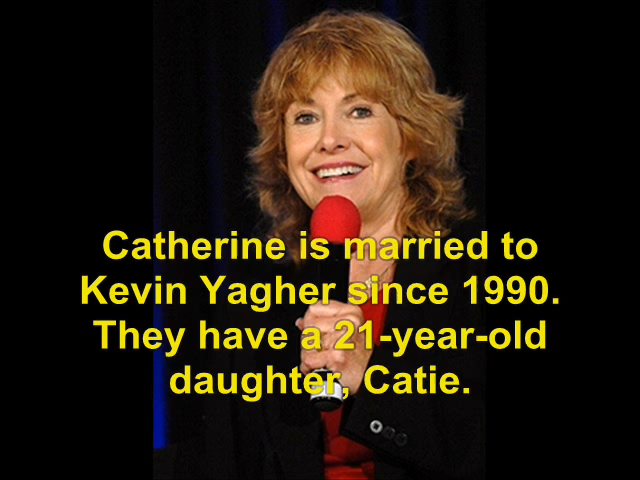 Catherine is married to
Kevin Yagher since 1990.
They have a 21-year-old
daughter, Catie.